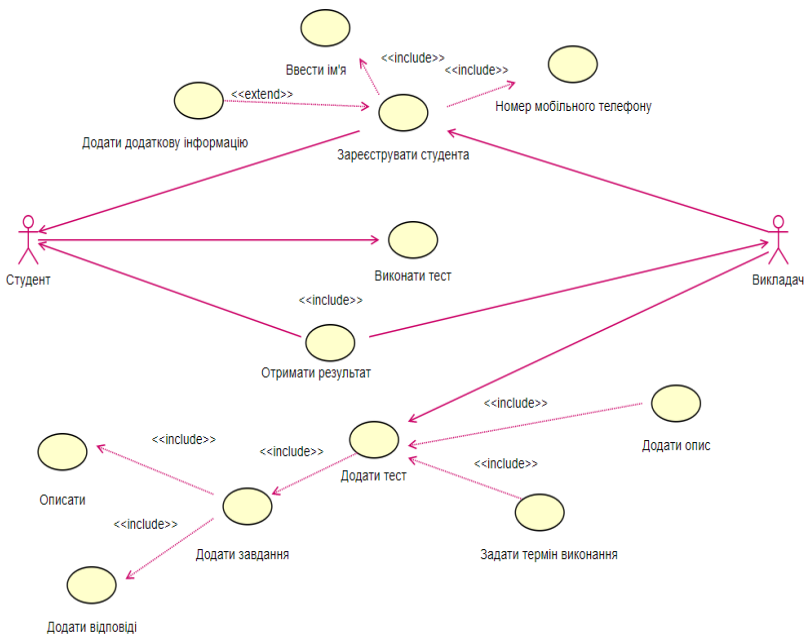 <<include>>
Ввести ім'я
<<include>>
<<extend>>
Номер мобільного телефону
Додати додаткову інформацію
Зареєструвати студента
Студент
Виконати тест
Викладач
<<include>>
Отримати результат
<<include>>
Додати опис
<<include>>
<<include>>
<<include>>
Додати тест
Описати
<<include>>
Додати завдання
Задати термін виконання
Додати відповіді